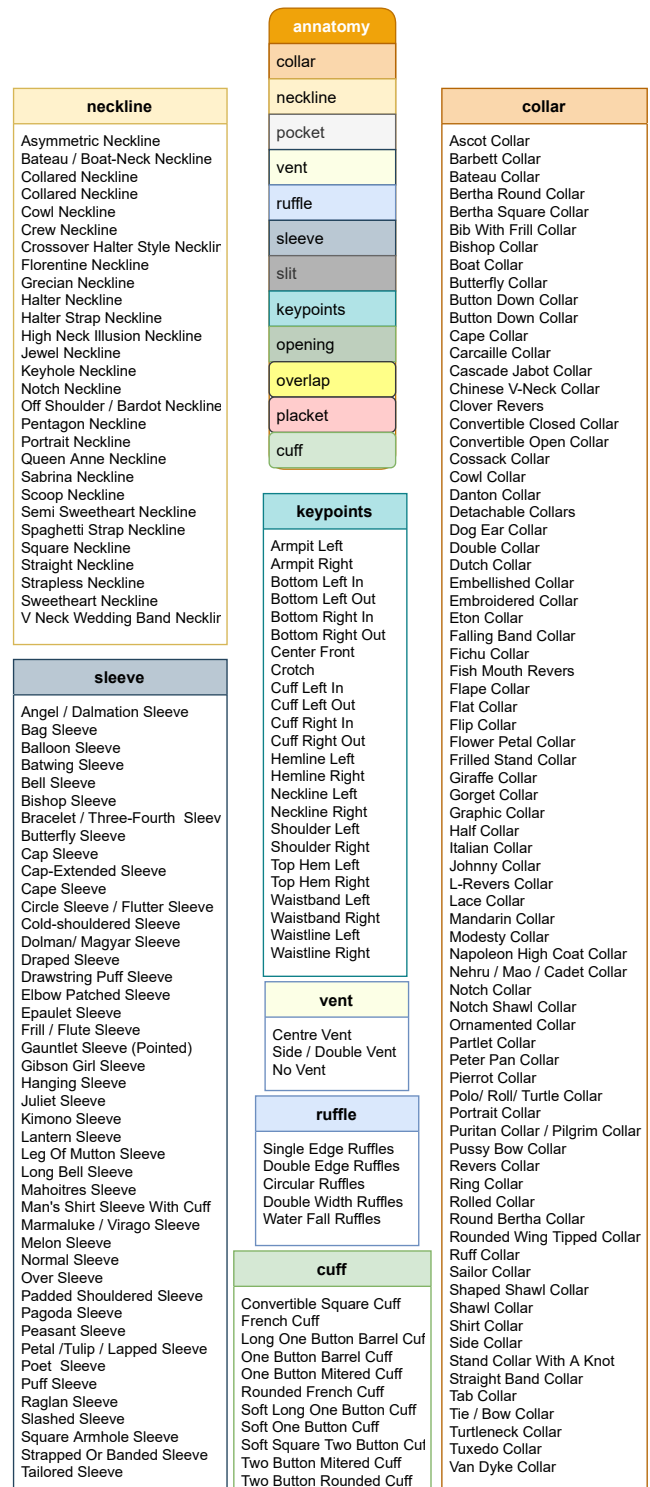 annatomy
collar
neckline
pocket
vent
ruffle
sleeve
slit
keypoints
opening
overlap
placket
cuff
neckline
Asymmetric Neckline
Bateau / Boat-Neck Neckline
Collared Neckline
Collared Neckline
Cowl Neckline
Crew Neckline
Crossover Halter Style Necklin
Florentine Neckline
Grecian Neckline
Halter Neckline
Halter Strap Neckline
High Neck Illusion Neckline
Jewel Neckline
Keyhole Neckline
Notch Neckline
Off Shoulder / Bardot Neckline
Pentagon Neckline
Portrait Neckline
Queen Anne Neckline
Sabrina Neckline
Scoop Neckline
Semi Sweetheart Neckline
Spaghetti Strap Neckline
Square Neckline
Straight Neckline
Strapless Neckline
Sweetheart Neckline
V Neck Wedding Band Necklin
sleeve
Angel / Dalmation Sleeve
Bag Sleeve
Balloon Sleeve
Batwing Sleeve
Bell Sleeve
Bishop Sleeve
Bracelet / Three-Fourth  Sleev
Butterfly Sleeve
Cap Sleeve
Cap-Extended Sleeve
Cape Sleeve
Circle Sleeve / Flutter Sleeve
Cold-shouldered Sleeve
Dolman/ Magyar Sleeve
Draped Sleeve
Drawstring Puff Sleeve
Elbow Patched Sleeve
Epaulet Sleeve
Frill / Flute Sleeve
Gauntlet Sleeve (Pointed)
Gibson Girl Sleeve
Hanging Sleeve
Juliet Sleeve
Kimono Sleeve
Lantern Sleeve
Leg Of Mutton Sleeve
Long Bell Sleeve
Mahoitres Sleeve
Man's Shirt Sleeve With Cuff
Marmaluke / Virago Sleeve
Melon Sleeve
Normal Sleeve
Over Sleeve
Padded Shouldered Sleeve
Pagoda Sleeve
Peasant Sleeve
Petal /Tulip / Lapped Sleeve
Poet  Sleeve
Puff Sleeve
Raglan Sleeve
Slashed Sleeve
Square Armhole Sleeve
Strapped Or Banded Sleeve
Tailored Sleeve
keypoints
Armpit Left
Armpit Right
Bottom Left In
Bottom Left Out
Bottom Right In
Bottom Right Out
Center Front
Crotch
Cuff Left In
Cuff Left Out
Cuff Right In
Cuff Right Out
Hemline Left
Hemline Right
Neckline Left
Neckline Right
Shoulder Left
Shoulder Right
Top Hem Left
Top Hem Right
Waistband Left
Waistband Right
Waistline Left
Waistline Right
vent
Centre Vent
Side / Double Vent
No Vent
ruffle
Single Edge Ruffles
Double Edge Ruffles
Circular Ruffles
Double Width Ruffles
Water Fall Ruffles
cuff
Convertible Square Cuff
French Cuff
Long One Button Barrel Cuf
One Button Barrel Cuff
One Button Mitered Cuff
Rounded French Cuff
Soft Long One Button Cuff
Soft One Button Cuff
Soft Square Two Button Cuf
Two Button Mitered Cuff
Two Button Rounded Cuff
collar
Ascot Collar
Barbett Collar
Bateau Collar
Bertha Round Collar
Bertha Square Collar
Bib With Frill Collar
Bishop Collar
Boat Collar
Butterfly Collar
Button Down Collar
Button Down Collar
Cape Collar
Carcaille Collar
Cascade Jabot Collar
Chinese V-Neck Collar
Clover Revers
Convertible Closed Collar
Convertible Open Collar
Cossack Collar
Cowl Collar
Danton Collar
Detachable Collars
Dog Ear Collar
Double Collar
Dutch Collar
Embellished Collar
Embroidered Collar
Eton Collar
Falling Band Collar
Fichu Collar
Fish Mouth Revers
Flape Collar
Flat Collar
Flip Collar
Flower Petal Collar
Frilled Stand Collar
Giraffe Collar
Gorget Collar
Graphic Collar
Half Collar
Italian Collar
Johnny Collar
L-Revers Collar
Lace Collar
Mandarin Collar
Modesty Collar
Napoleon High Coat Collar
Nehru / Mao / Cadet Collar
Notch Collar
Notch Shawl Collar
Ornamented Collar
Partlet Collar
Peter Pan Collar
Pierrot Collar
Polo/ Roll/ Turtle Collar
Portrait Collar
Puritan Collar / Pilgrim Collar
Pussy Bow Collar
Revers Collar
Ring Collar
Rolled Collar
Round Bertha Collar
Rounded Wing Tipped Collar
Ruff Collar
Sailor Collar
Shaped Shawl Collar
Shawl Collar
Shirt Collar
Side Collar
Stand Collar With A Knot
Straight Band Collar
Tab Collar
Tie / Bow Collar
Turtleneck Collar
Tuxedo Collar
Van Dyke Collar